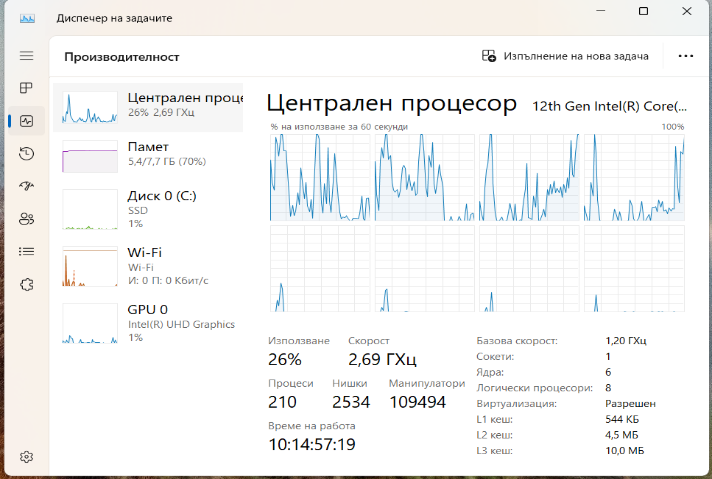 Диспечер на задачите
Производителност
Изпълнение на нова задача
Централен проце
26% 2,69 ГХц
Памет
5,4/7,7 ГБ (70%)
Диск 0 (C:)
SSD
1%
Wi-Fi
Wi-Fi
И: 0 П: 0 Кбит/с
GPU 0
Intel(R) UHD Graphics
1%
Централен процесор 12th Gen Intel(R) Core(...
% на използване за 60 секунди 100%
Използване Скорост
26% 2,69 ГХц
Процеси Нишки Манипулатори
210 2534 109494
Време на работа
10:14:57:19
Базова скорост: 1,20 ГХц
Сокети: 1
Ядра: 6
Логически процесори: 8
Виртуализация: Разрешен
L1 кеш: 544 КБ
L2 кеш: 4,5 МБ
L3 кеш: 10,0 МБ